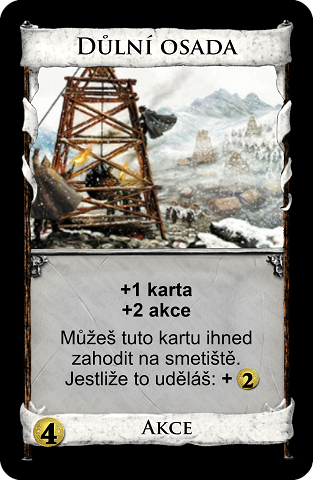 Důlní osada
+1 karta
+2 akce
Můžeš tuto kartu ihned
zahodit na smetiště.
Jestliže to uděláš: + 2
4
Akce